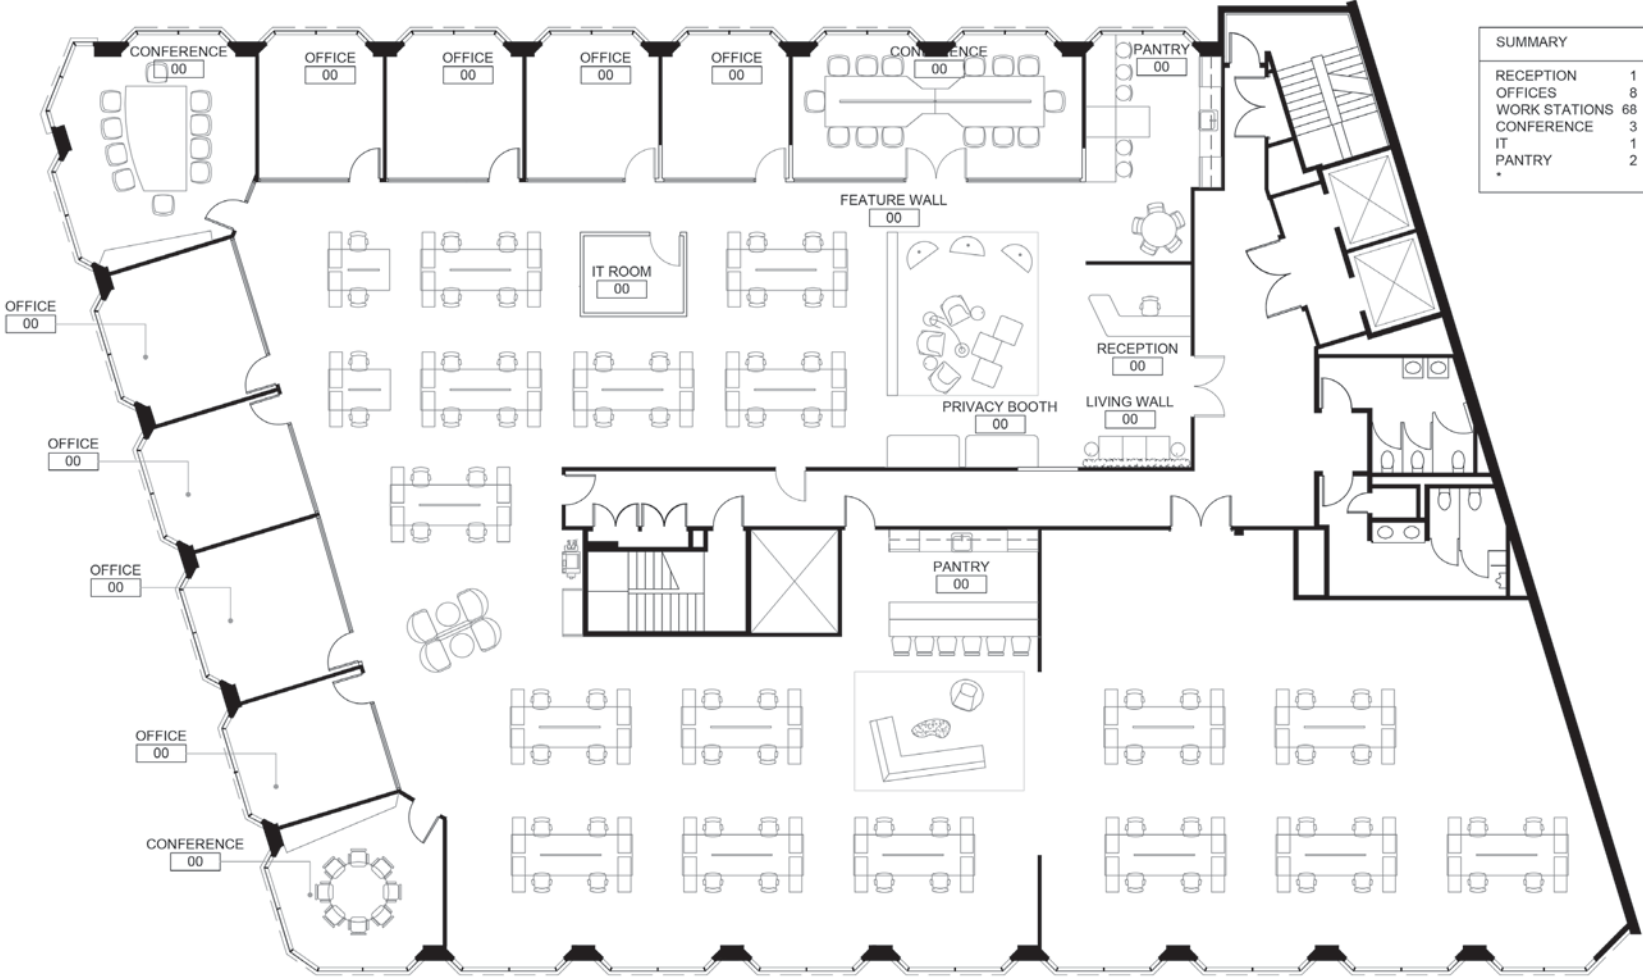 CONFERENCE
00
OFFICE
00
OFFICE
00
OFFICE
00
OFFICE
00
CONFERENCE
00
PANTRY
00
SUMMARY
RECEPTION 1
OFFICES 8
WORK STATIONS 68
CONFERENCE 3
IT 1
PANTRY 2
*
FEATURE WALL
00
IT ROOM
00
OFFICE
00
RECEPTION
00
PRIVACY BOOTH
00
LIVING WALL
00
OFFICE
00
OFFICE
00
PANTRY
00
OFFICE
00
CONFERENCE
00